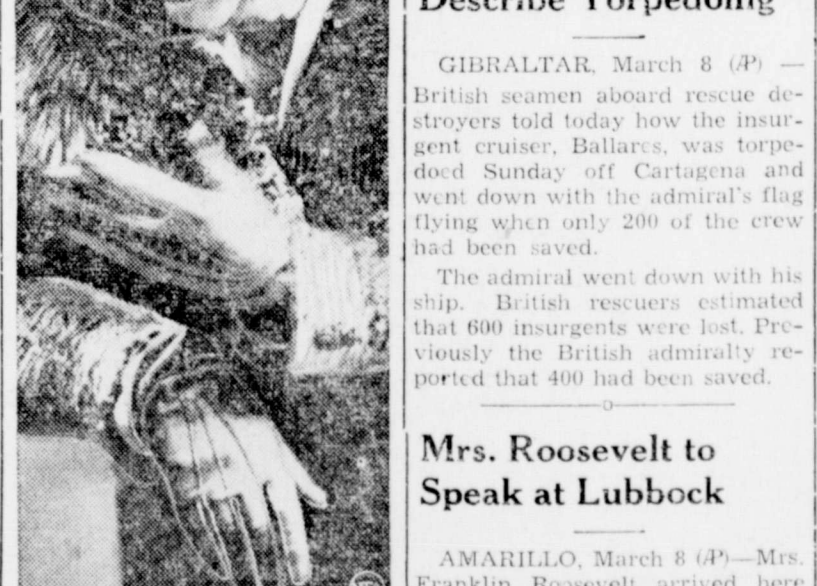 Describe Torpedoing
GIBRALTAR, March 8 (AP) —
British seamen aboard rescue de-
stroyers told today how the insur-
gent cruiser, Ballares, was torpe-
doed Sunday off Cartagena and
went down with the admiral's flag
flying when only 200 of the crew
had been saved.
The admiral went down with his
ship. British rescuers estimated
that 600 insurgents were lost. Pre-
viously the British admiralty re-
ported that 400 had been saved.
Mrs. Roosevelt to
Speak at Lubbock
AMARILLO, March 8 (AP)—Mrs.
Franklin Roosevelt arrived here